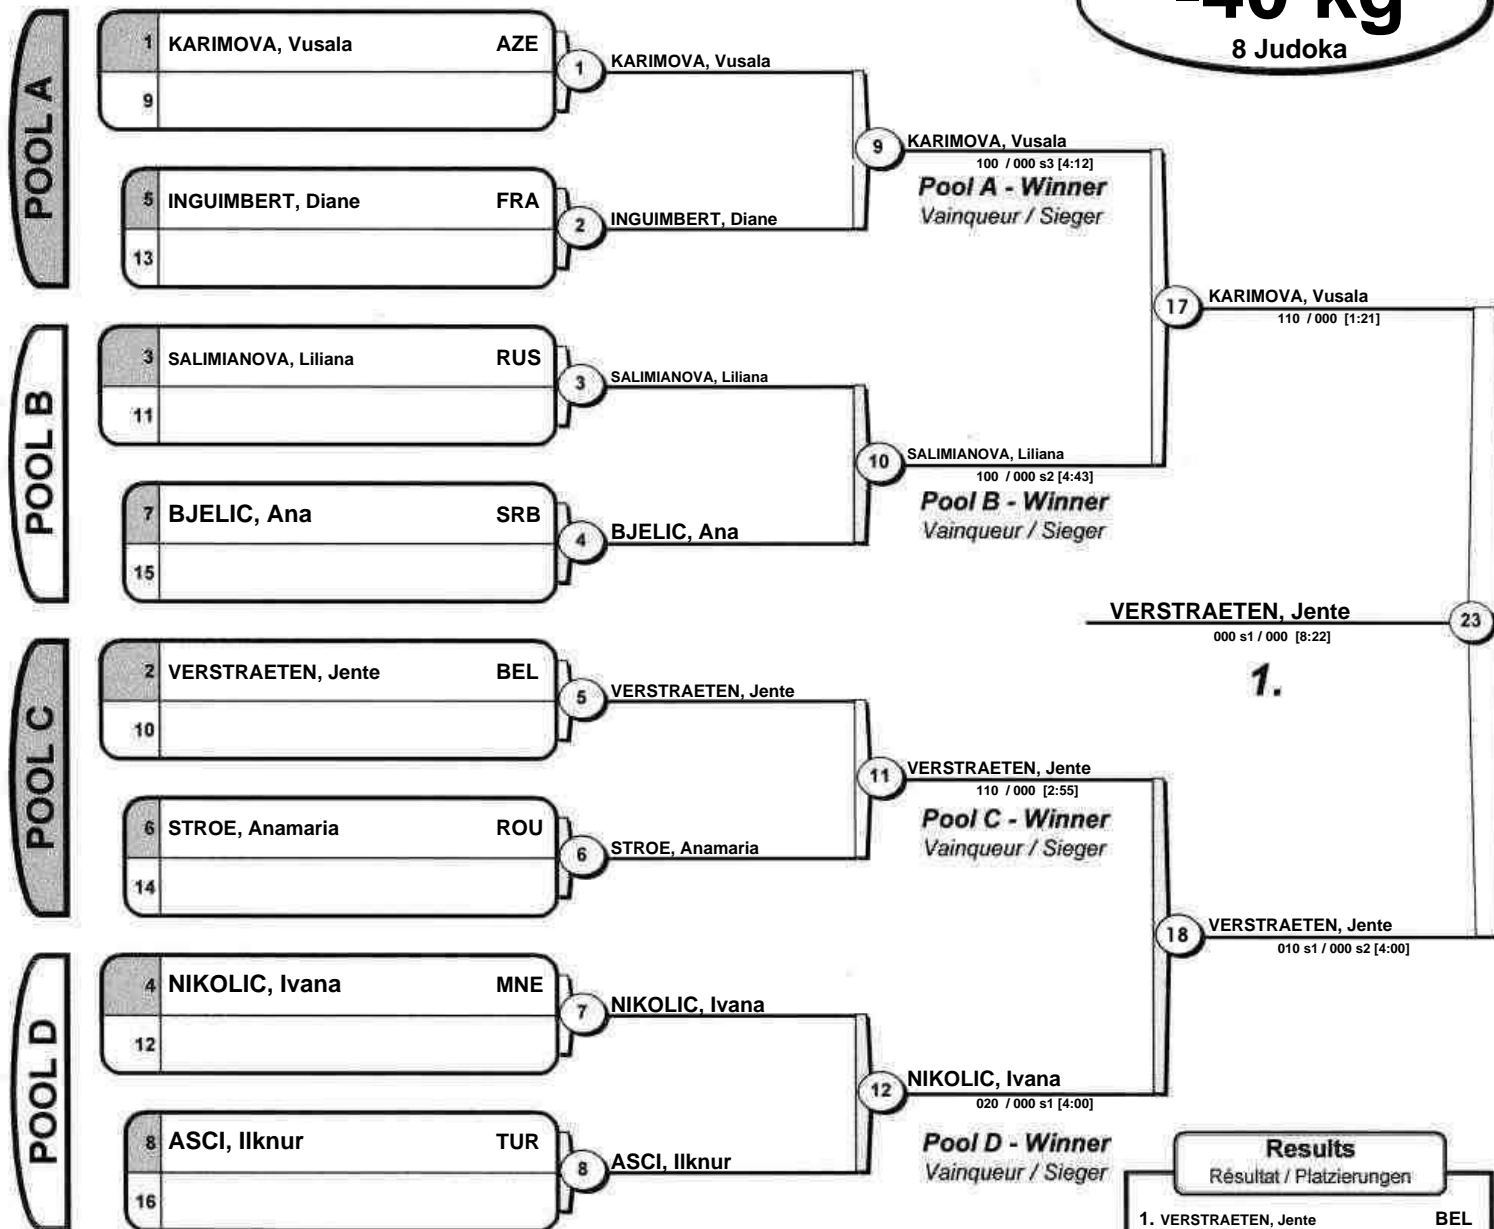 -40 kg
8 Judoka
POOL A
1 KARIMOVA, Vusala AZE
9
1 KARIMOVA, Vusala
5 INGUIMBERT, Diane FRA
13
2 INGUIMBERT, Diane
9 KARIMOVA, Vusala
100 / 000 s3 [4:12]
Pool A - Winner
Vainqueur / Sieger
POOL B
3 SALIMIANOVA, Liliana RUS
11
3 SALIMIANOVA, Liliana
7 BJELIC, Ana SRB
15
4 BJELIC, Ana
10 SALIMIANOVA, Liliana
100 / 000 s2 [4:43]
Pool B - Winner
Vainqueur / Sieger
17 KARIMOVA, Vusala
110 / 000 [1:21]
VERSTRAETEN, Jente 23
000 s1 / 000 [8:22]
1.
POOL C
2 VERSTRAETEN, Jente BEL
10
5 VERSTRAETEN, Jente
6 STROE, Anamaria ROU
14
6 STROE, Anamaria
11 VERSTRAETEN, Jente
110 / 000 [2:55]
Pool C - Winner
Vainqueur / Sieger
18 VERSTRAETEN, Jente
010 s1 / 000 s2 [4:00]
POOL D
4 NIKOLIC, Ivana MNE
12
7 NIKOLIC, Ivana
8 ASCI, Ilknur TUR
16
8 ASCI, Ilknur
12 NIKOLIC, Ivana
020 / 000 s1 [4:00]
Pool D - Winner
Vainqueur / Sieger
Results
Résultat / Platzierungen
1. VERSTRAETEN, Jente BEL